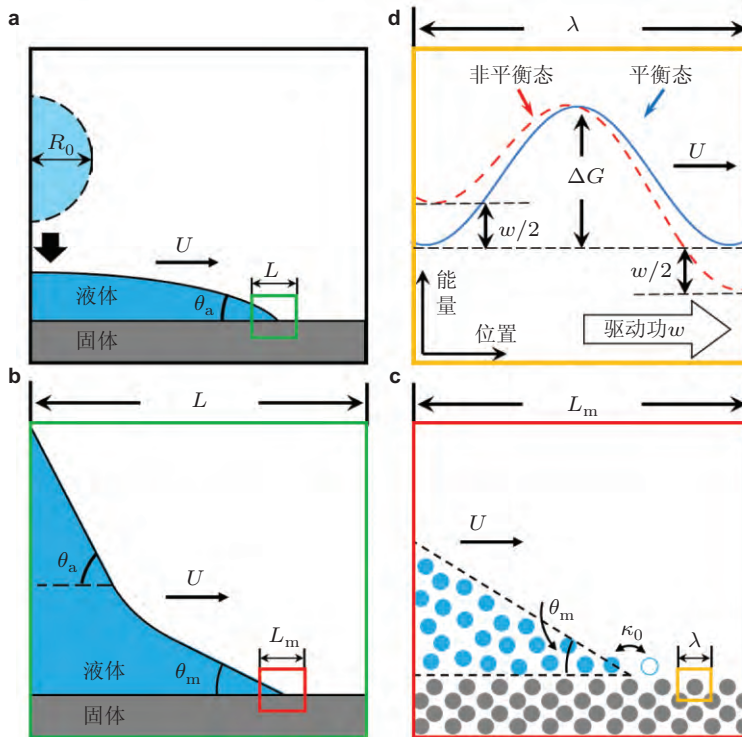 a
R₀
U
L
液体
θₐ
固体
b
L
θₐ
U
Lₘ
液体
θₘ
固体
d
λ
非平衡态
平衡态
U
ΔG
w/2
w/2
能
量
位置
驱动功w
c
Lₘ
U
θₘ
κ₀
λ